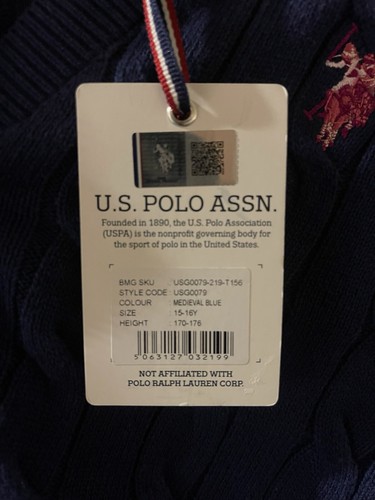 U.S. POLO ASSN.
Founded in 1890, the U.S. Polo Association
(USPA) is the nonprofit governing body for
the sport of polo in the United States.
BMG SKU : USG0079-219-T156
STYLE CODE : USG0079
COLOUR : MEDIEVAL BLUE
SIZE : 15-16Y
HEIGHT : 170-176
5 063127 032199
NOT AFFILIATED WITH
POLO RALPH LAUREN CORP.